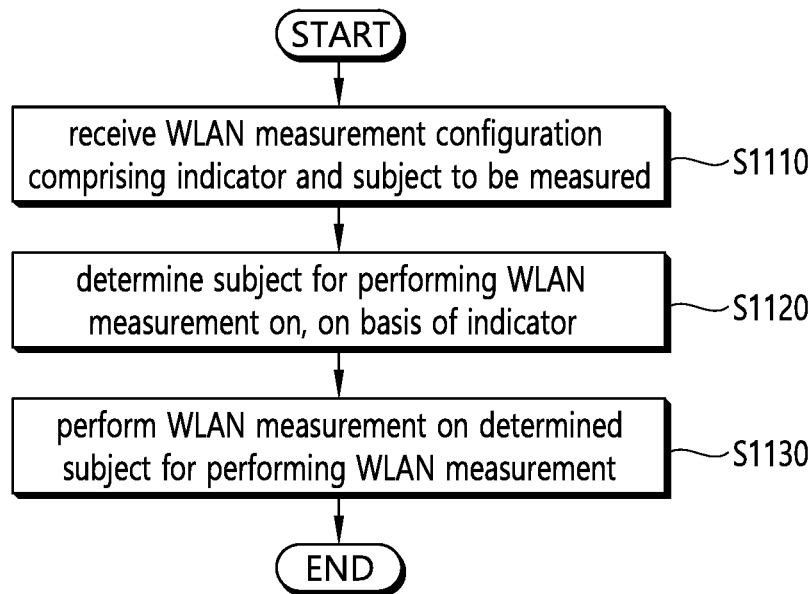 START
receive WLAN measurement configuration
comprising indicator and subject to be measured
S1110
determine subject for performing WLAN
measurement on, on basis of indicator
S1120
perform WLAN measurement on determined
subject for performing WLAN measurement
S1130
END